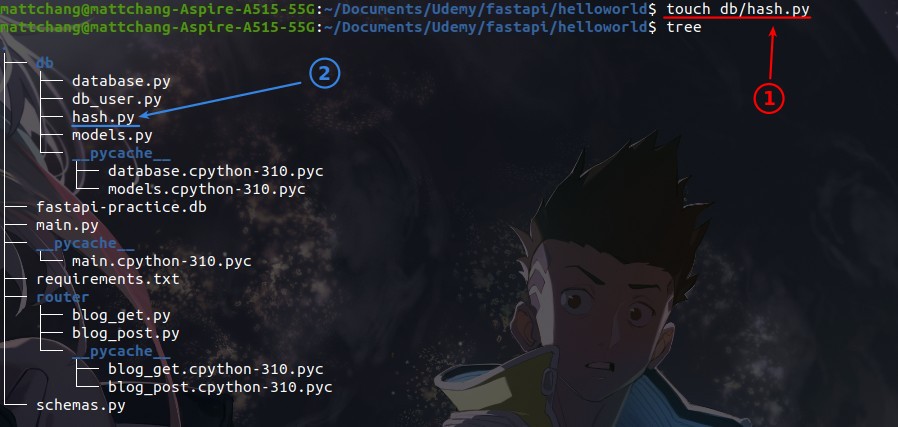 mattchang@mattchang-Aspire-A515-55G:~/Documents/Udemy/fastapi/helloworld$ touch db/hash.py
mattchang@mattchang-Aspire-A515-55G:~/Documents/Udemy/fastapi/helloworld$ tree
.
├── db
│   ├── database.py
│   ├── db_user.py
│   ├── hash.py
│   ├── models.py
│   └── __pycache__
│       ├── database.cpython-310.pyc
│       └── models.cpython-310.pyc
├── fastapi-practice.db
├── main.py
├── __pycache__
│   └── main.cpython-310.pyc
├── requirements.txt
├── router
│   ├── blog_get.py
│   ├── blog_post.py
│   └── __pycache__
│       ├── blog_get.cpython-310.pyc
│       └── blog_post.cpython-310.pyc
└── schemas.py
①
②